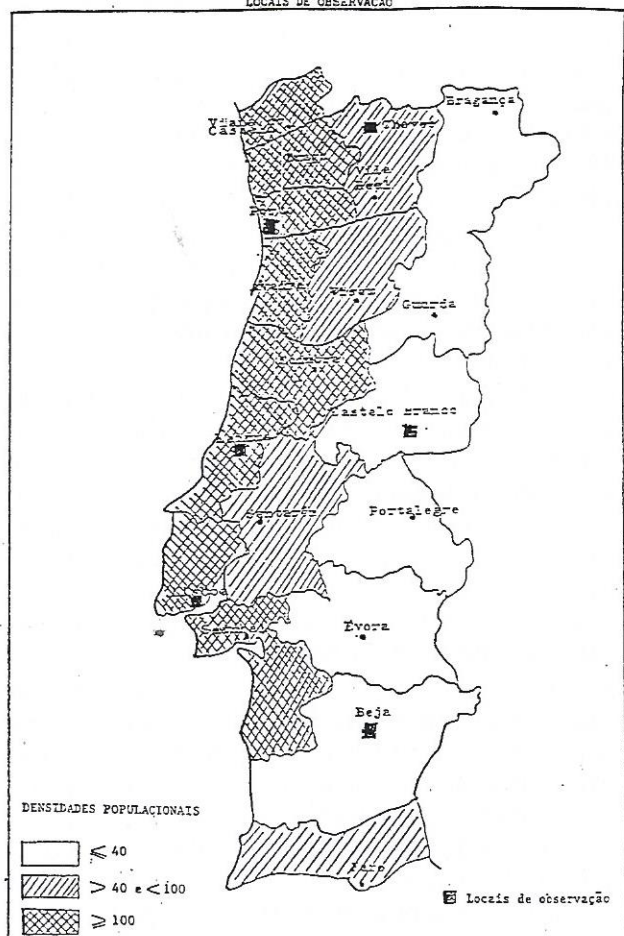 LOCAIS DE OBSERVAÇÃO
Bragança
Chaves
Vila
Real
Viseu
Guarda
Castelo Branco
Santarém
Portalegre
Évora
Beja
Faro
DENSIDADES POPULACIONAIS
⩽ 40
> 40 e < 100
⩾ 100
Locais de observação